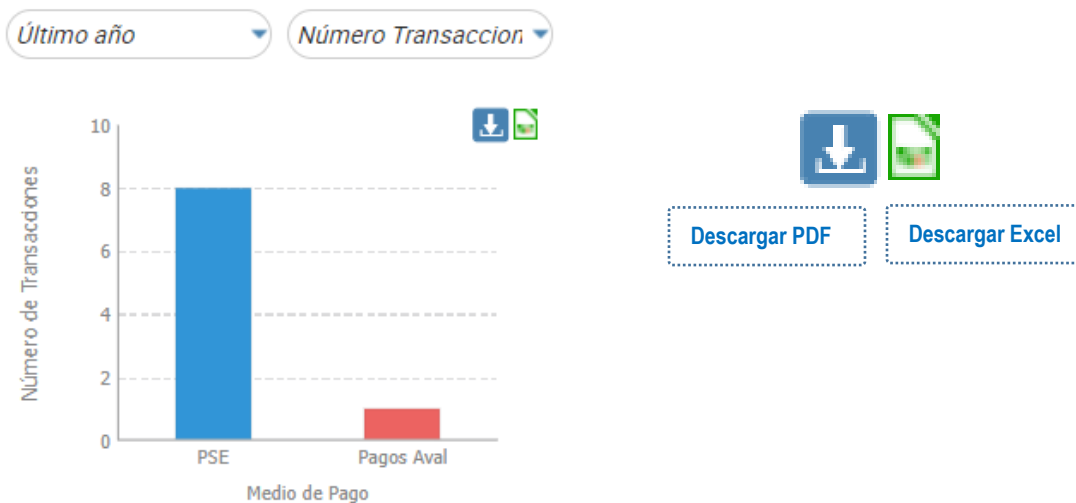 Último año
Número Transaccion
10
8
6
4
2
0
Número de Transacciones
PSE
Pagos Aval
Medio de Pago
Descargar PDF
Descargar Excel